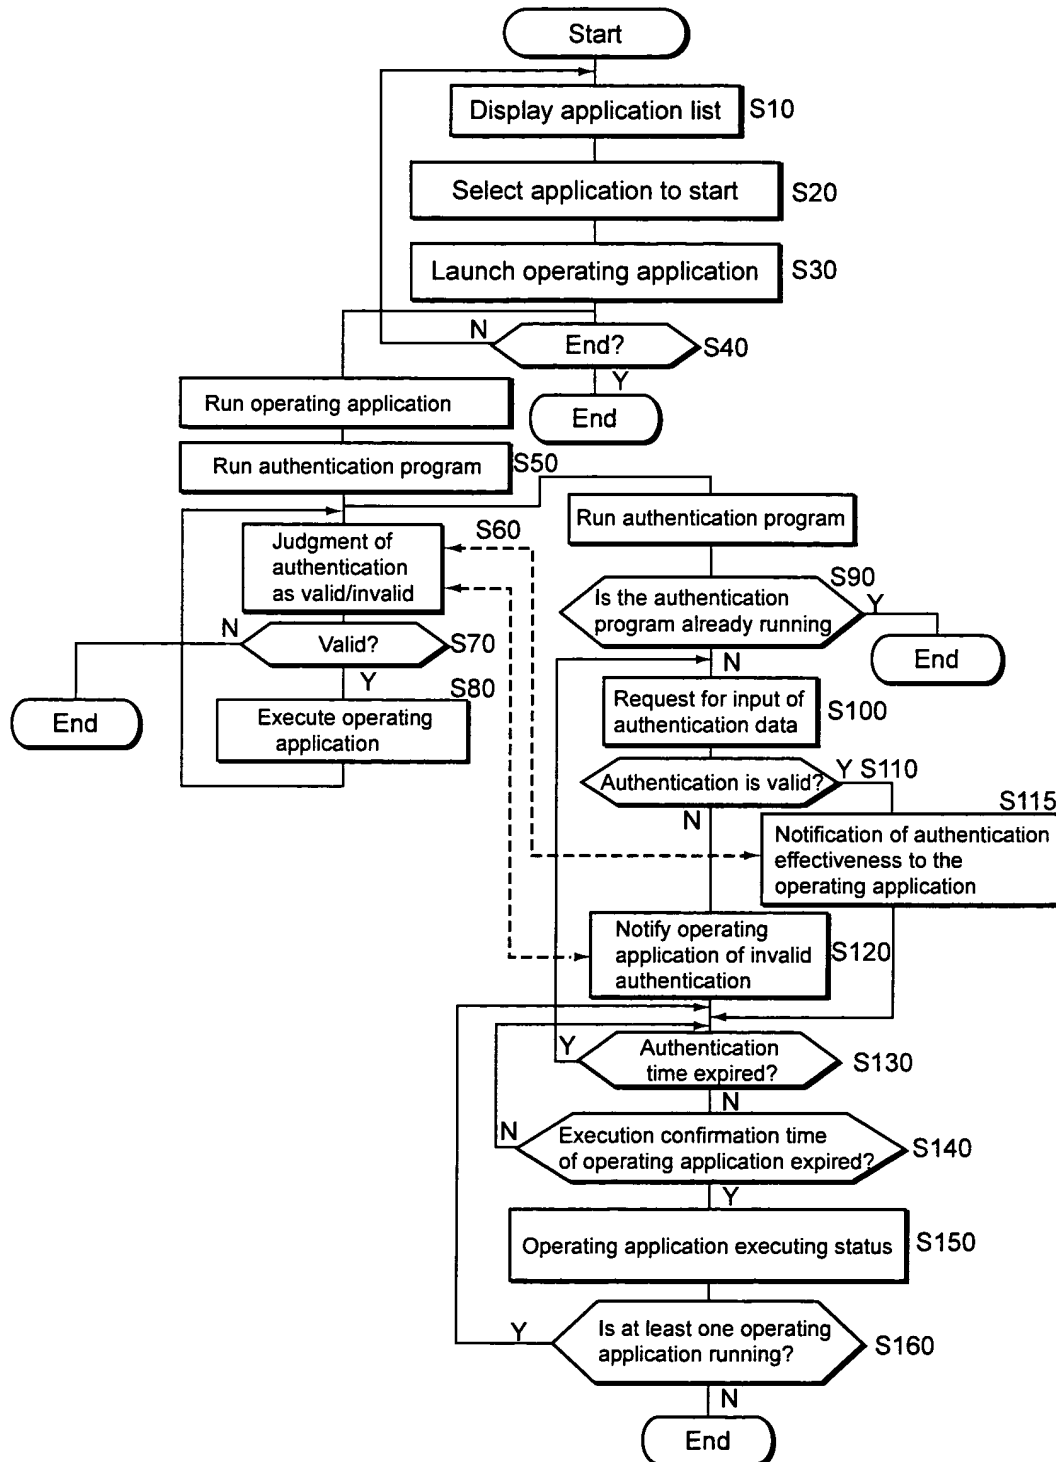 Start
Display application list
S10
Select application to start
S20
Launch operating application
S30
N
End?
S40
Y
End
Run operating application
Run authentication program
S50
Run authentication program
S60
Judgment of
authentication
as valid/invalid
S90
Is the authentication
program already running
Y
End
N
N
Valid?
S70
Y
S80
End
Execute operating
application
Request for input of
authentication data
S100
Authentication is valid?
Y S110
N
S115
Notification of authentication
effectiveness to the
operating application
Notify operating
application of invalid
authentication
S120
Y
Authentication
time expired?
S130
N
N
Execution confirmation time
of operating application expired?
S140
Y
Operating application executing status
S150
Y
Is at least one operating
application running?
S160
N
End